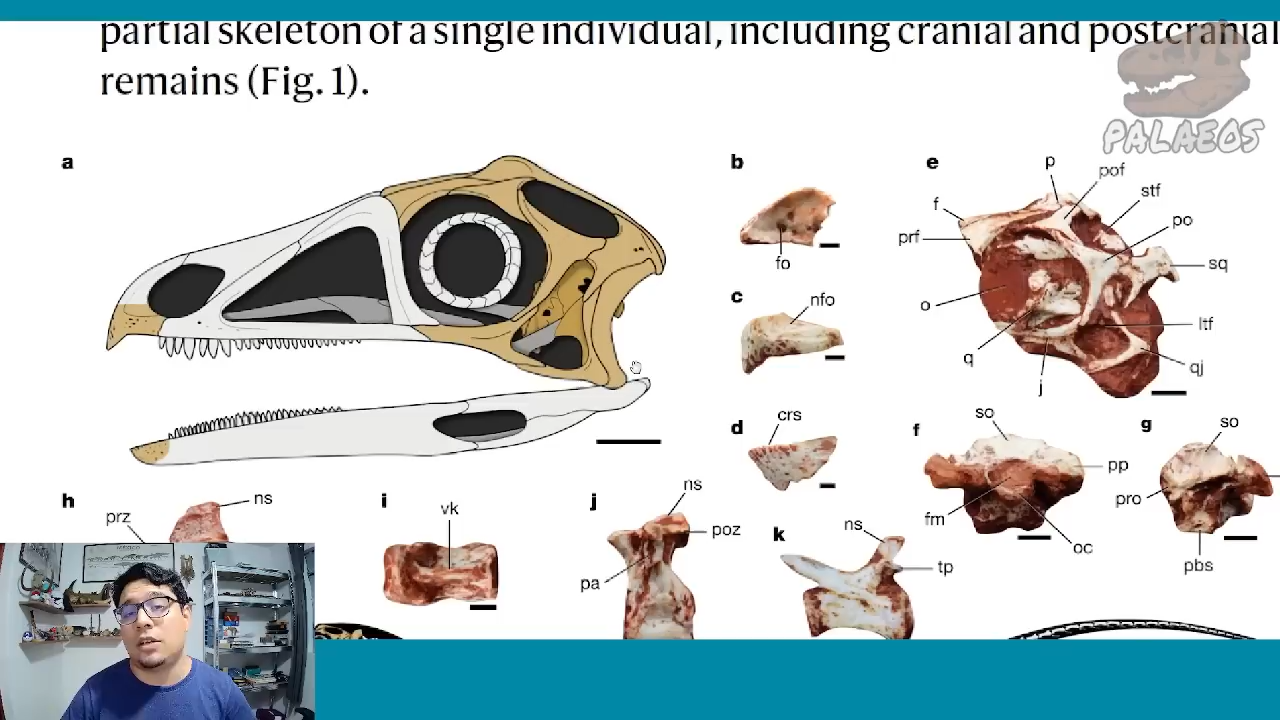 partial skeleton of a single individual, including cranial and postcranial
remains (Fig. 1).
PALAEOS
a
b
fo
c
nfo
d
crs
e
p
pof
stf
f
po
prf
sq
o
ltf
q
qj
j
f
so
pp
fm
oc
g
so
pro
pbs
h
ns
prz
i
vk
j
ns
poz
pa
k
ns
tp